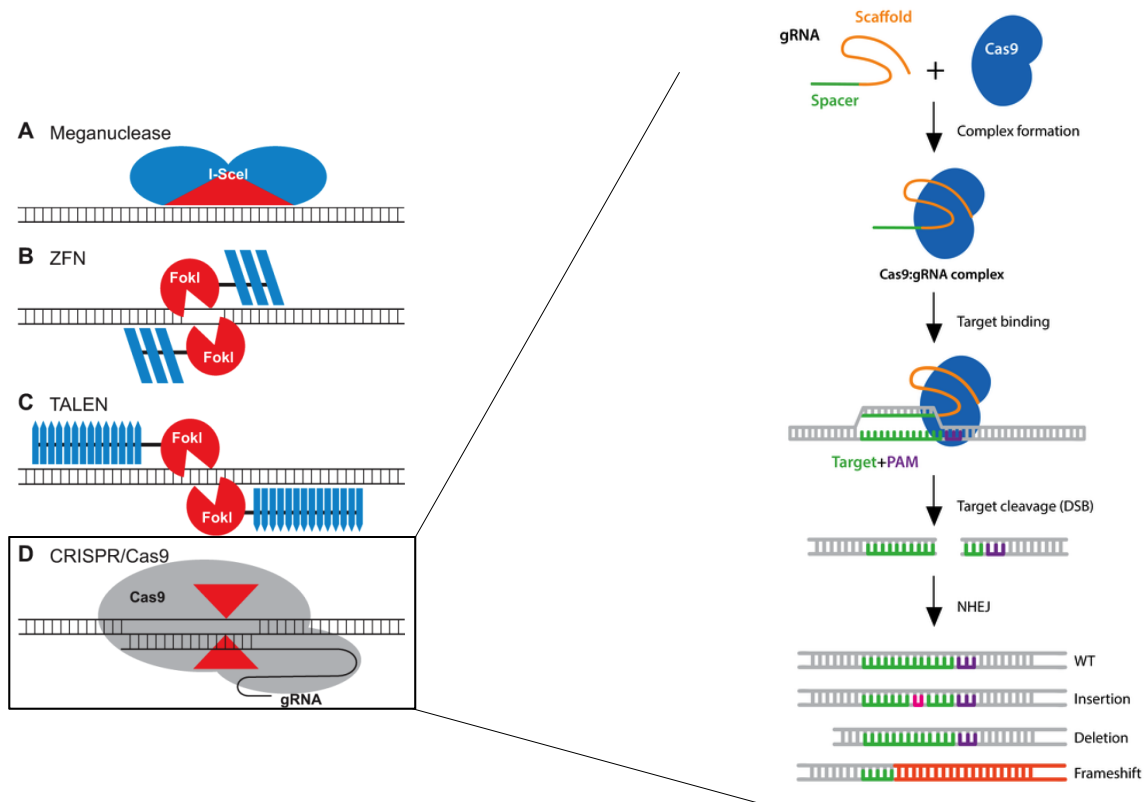 A Meganuclease
I-SceI
B ZFN
FokI
FokI
C TALEN
FokI
FokI
D CRISPR/Cas9
Cas9
gRNA
Scaffold
gRNA
Cas9
+
Spacer
Complex formation
Cas9:gRNA complex
Target binding
Target+PAM
Target cleavage (DSB)
NHEJ
WT
Insertion
Deletion
Frameshift